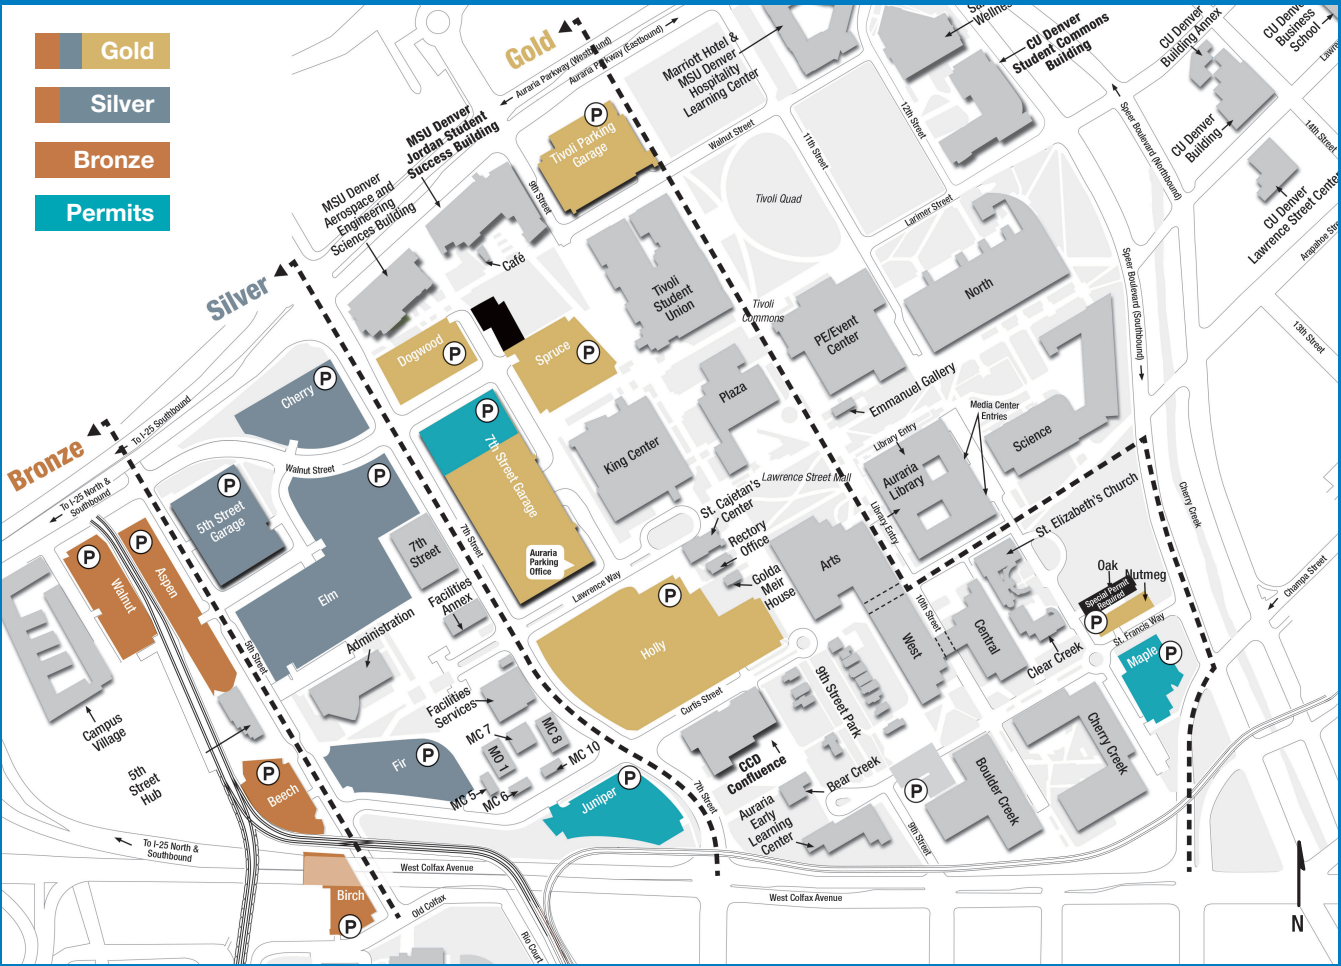 Gold
Silver
Bronze
Permits
Gold
Auraria Parkway (Westbound)
Auraria Parkway (Eastbound)
Marriott Hotel &
MSU Denver
Hospitality
Learning Center
CU Denver
Student Commons
Building
CU Denver
Building Annex
CU Denver
Business
School
CU Denver
Building
CU Denver
Lawrence Street Center
14th Street
13th Street
12th Street
11th Street
Speer Boulevard (Northbound)
Speer Boulevard (Southbound)
MSU Denver
Jordan Student
Success Building
MSU Denver
Aerospace and
Engineering
Sciences Building
P
Tivoli Parking
Garage
9th Street
Walnut Street
Tivoli Quad
Larimer Street
Café
Tivoli
Student
Union
Tivoli
Commons
North
PE/Event
Center
Silver
Dogwood
P
Spruce
P
Cherry
P
Plaza
Emmanuel Gallery
Media Center
Entries
Science
Library Entry
Auraria
Library
Library Entry
To I-25 Southbound
Bronze
To I-25 North &
Southbound
Walnut Street
P
7th Street Garage
King Center
Lawrence Street Mall
St. Cajetan's
Center
Rectory
Office
Golda
Meir
House
St. Elizabeth's Church
Cherry Creek
P
5th Street
Garage
P
7th Street
7th
Street
Auraria
Parking
Office
Lawrence Way
P
Walnut
P
Aspen
Elm
Facilities
Annex
Administration
5th Street
P
Holly
Arts
West
10th Street
Central
Oak
Nutmeg
Special Permit
Required
P
St. Francis Way
Clear Creek
Maple
P
Champa Street
Campus
Village
5th
Street
Hub
Facilities
Services
Curtis Street
9th Street Park
Cherry Creek
Fir
P
MC 7
MC 8
MO 1
MC 10
MC 5
MC 6
Juniper
P
7th Street
CCD
Confluence
Bear Creek
Auraria
Early
Learning
Center
P
9th Street
Boulder Creek
P
Beech
To I-25 North &
Southbound
West Colfax Avenue
West Colfax Avenue
Birch
P
Old Colfax
Rio Court
N